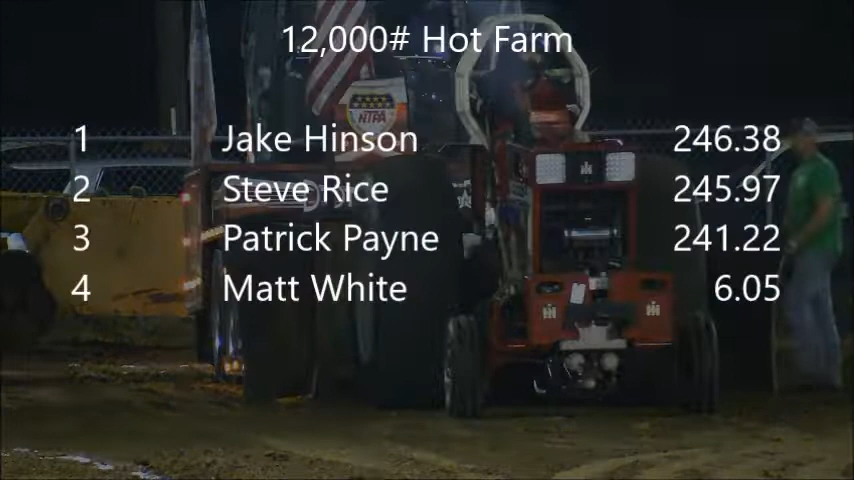 12,000# Hot Farm
NTPA
1 Jake Hinson 246.38
2 Steve Rice 245.97
3 Patrick Payne 241.22
4 Matt White 6.05